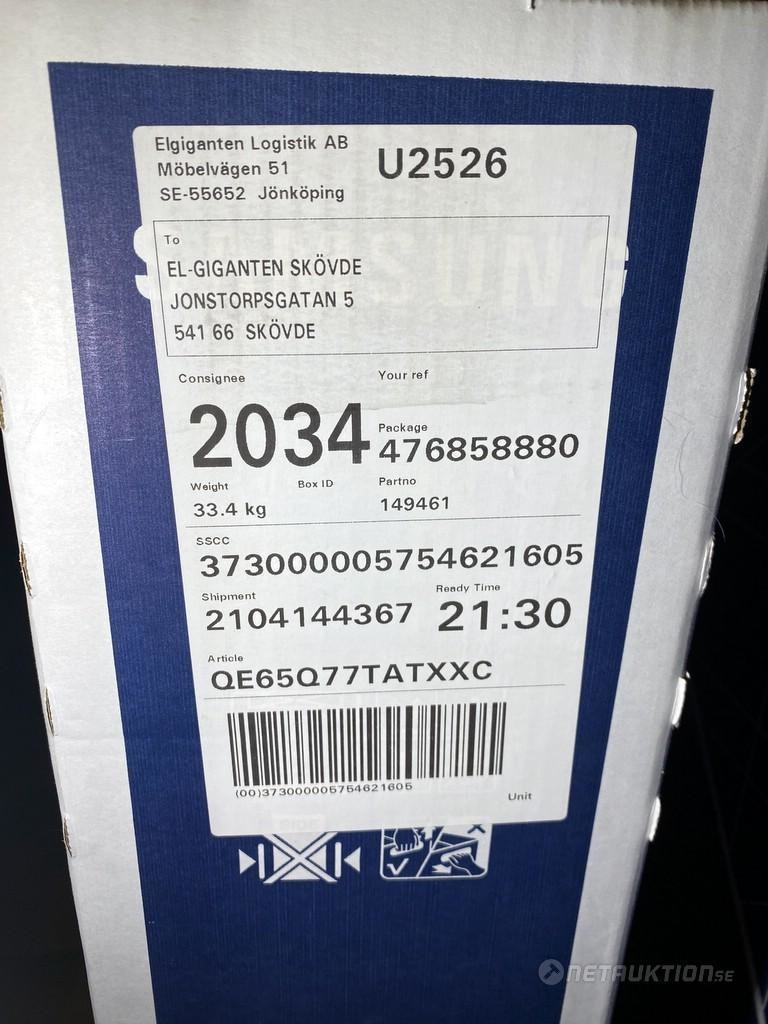 Elgiganten Logistik AB
Möbelvägen 51
SE-55652 Jönköping
U2526
To
SAMSUNG
EL-GIGANTEN SKÖVDE
JONSTORPSGATAN 5
541 66 SKÖVDE
Consignee
Your ref
2034
Package
476858880
Weight
Box ID
Partno
33.4 kg
149461
SSCC
373000005754621605
Shipment
Ready Time
2104144367
21:30
Article
QE65Q77TATXXC
(00)373000005754621605
Unit
NETAUKTION.SE